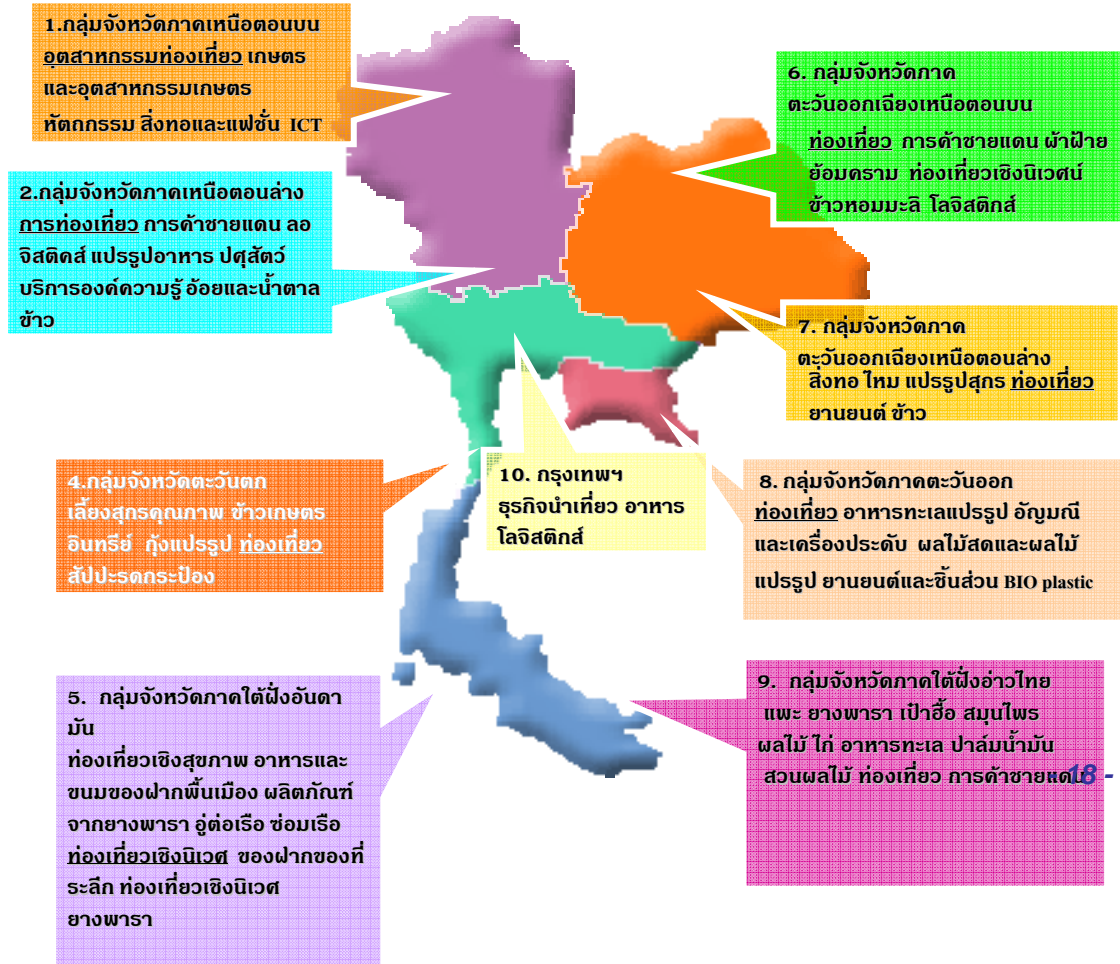 1.กลุ่มจังหวัดภาคเหนือตอนบน
อุตสาหกรรมท่องเที่ยว เกษตร
และอุตสาหกรรมเกษตร
หัตถกรรม สิ่งทอและแฟชั่น ICT
2.กลุ่มจังหวัดภาคเหนือตอนล่าง
การท่องเที่ยว การค้าชายแดน ลอ
จิสติคส์ แปรรูปอาหาร ปศุสัตว์
บริการองค์ความรู้ อ้อยและน้ำตาล
ข้าว
6. กลุ่มจังหวัดภาค
ตะวันออกเฉียงเหนือตอนบน
ท่องเที่ยว การค้าชายแดน ผ้าฝ้าย
ย้อมคราม ท่องเที่ยวเชิงนิเวศน์
ข้าวหอมมะลิ โลจิสติกส์
7. กลุ่มจังหวัดภาค
ตะวันออกเฉียงเหนือตอนล่าง
สิ่งทอ ไหม แปรรูปสุกร ท่องเที่ยว
ยานยนต์ ข้าว
4.กลุ่มจังหวัดตะวันตก
เลี้ยงสุกรคุณภาพ ข้าวเกษตร
อินทรีย์ กุ้งแปรรูป ท่องเที่ยว
สัปปะรดกระป๋อง
10. กรุงเทพฯ
ธุรกิจนำเที่ยว อาหาร
โลจิสติกส์
8. กลุ่มจังหวัดภาคตะวันออก
ท่องเที่ยว อาหารทะเลแปรรูป อัญมณี
และเครื่องประดับ ผลไม้สดและผลไม้
แปรรูป ยานยนต์และชิ้นส่วน BIO plastic
5. กลุ่มจังหวัดภาคใต้ฝั่งอันดา
มัน
ท่องเที่ยวเชิงสุขภาพ อาหารและ
ขนมของฝากพื้นเมือง ผลิตภัณฑ์
จากยางพารา อู่ต่อเรือ ซ่อมเรือ
ท่องเที่ยวเชิงนิเวศ ของฝากของที่
ระลึก ท่องเที่ยวเชิงนิเวศ
ยางพารา
9. กลุ่มจังหวัดภาคใต้ฝั่งอ่าวไทย
แพะ ยางพารา เป๋าฮื้อ สมุนไพร
ผลไม้ ไก่ อาหารทะเล ปาล์มน้ำมัน
สวนผลไม้ ท่องเที่ยว การค้าชายแดน
- 18 -